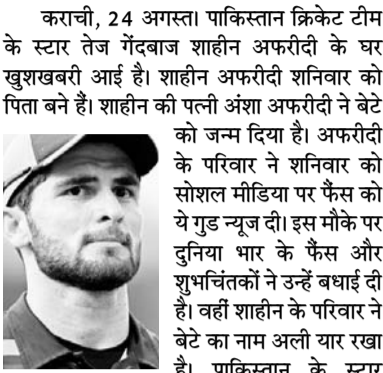 कराची, 24 अगस्त। पाकिस्तान क्रिकेट टीम
के स्टार तेज गेंदबाज शाहीन अफरीदी के घर
खुशखबरी आई है। शाहीन अफरीदी शनिवार को
पिता बने हैं। शाहीन की पत्नी अंशा अफरीदी ने बेटे
को जन्म दिया है। अफरीदी
के परिवार ने शनिवार को
सोशल मीडिया पर फैंस को
ये गुड न्यूज दी। इस मौके पर
दुनिया भार के फैंस और
शुभचिंतकों ने उन्हें बधाई दी
है। वहीं शाहीन के परिवार ने
बेटे का नाम अली यार रखा
है। पाकिस्तान के स्टार